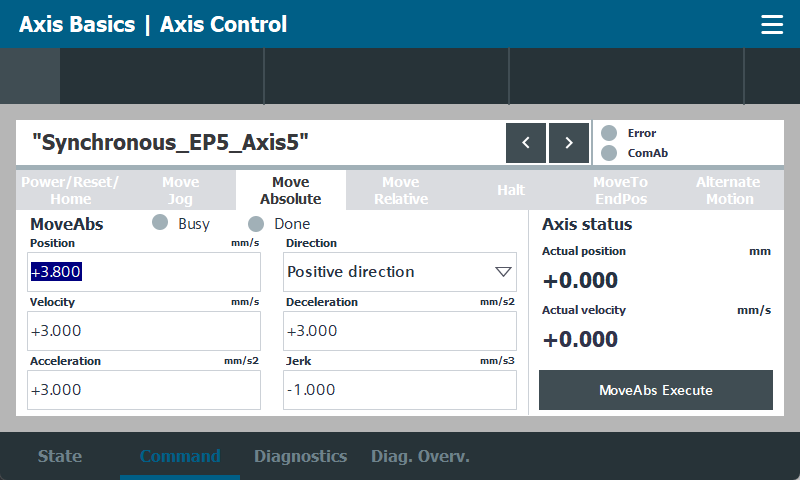 Axis Basics | Axis Control
"Synchronous_EP5_Axis5"
Error
ComAb
Power/Reset/
Home
Move
Jog
Move
Absolute
Move
Relative
Halt
MoveTo
EndPos
Alternate
Motion
MoveAbs
Busy
Done
Position mm/s
+3.800
Direction
Positive direction
Velocity mm/s
+3.000
Deceleration mm/s2
+3.000
Acceleration mm/s2
+3.000
Jerk mm/s3
-1.000
Axis status
Actual position mm
+0.000
Actual velocity mm/s
+0.000
MoveAbs Execute
State Command Diagnostics Diag. Overv.